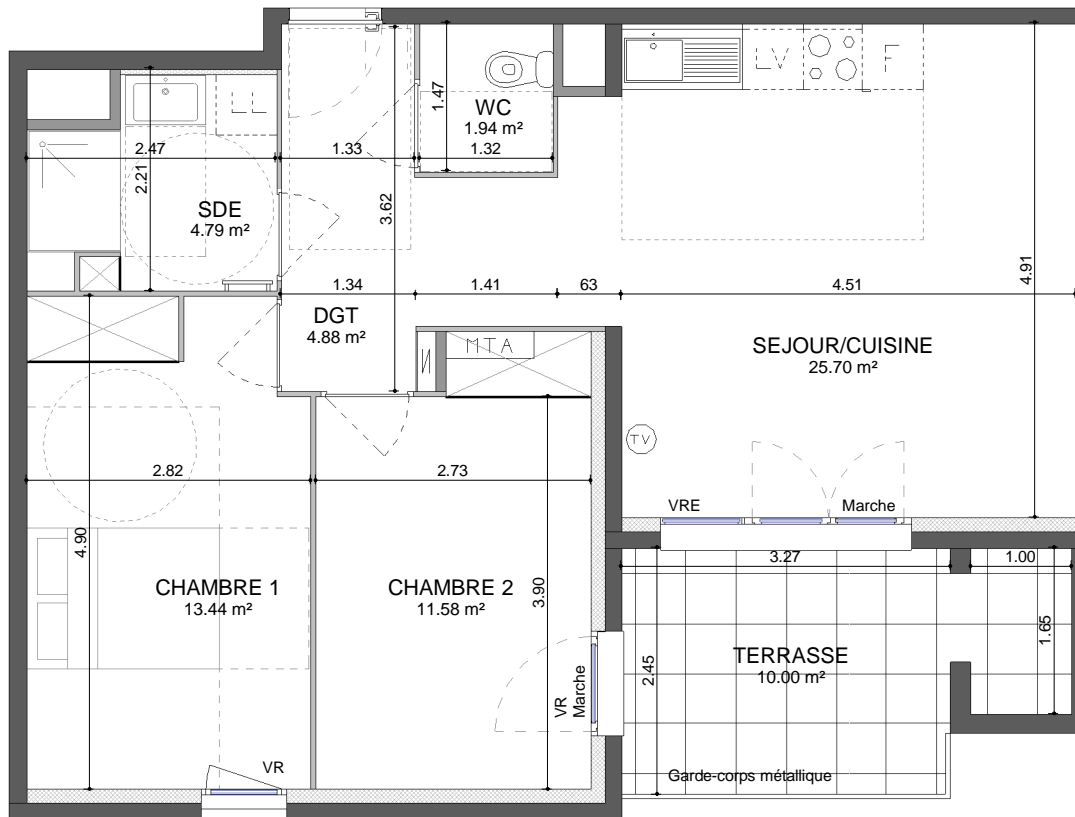 LL
WC
1.94 m²
1.47
1.32
LV
F
2.47
2.21
1.33
3.62
SDE
4.79 m²
1.34
1.41
63
4.51
4.91
DGT
4.88 m²
MTA
SEJOUR/CUISINE
25.70 m²
TV
2.82
2.73
VRE
Marche
4.90
3.90
3.27
1.00
1.65
CHAMBRE 1
13.44 m²
CHAMBRE 2
11.58 m²
TERRASSE
10.00 m²
2.45
VR
Marche
VR
Garde-corps métallique